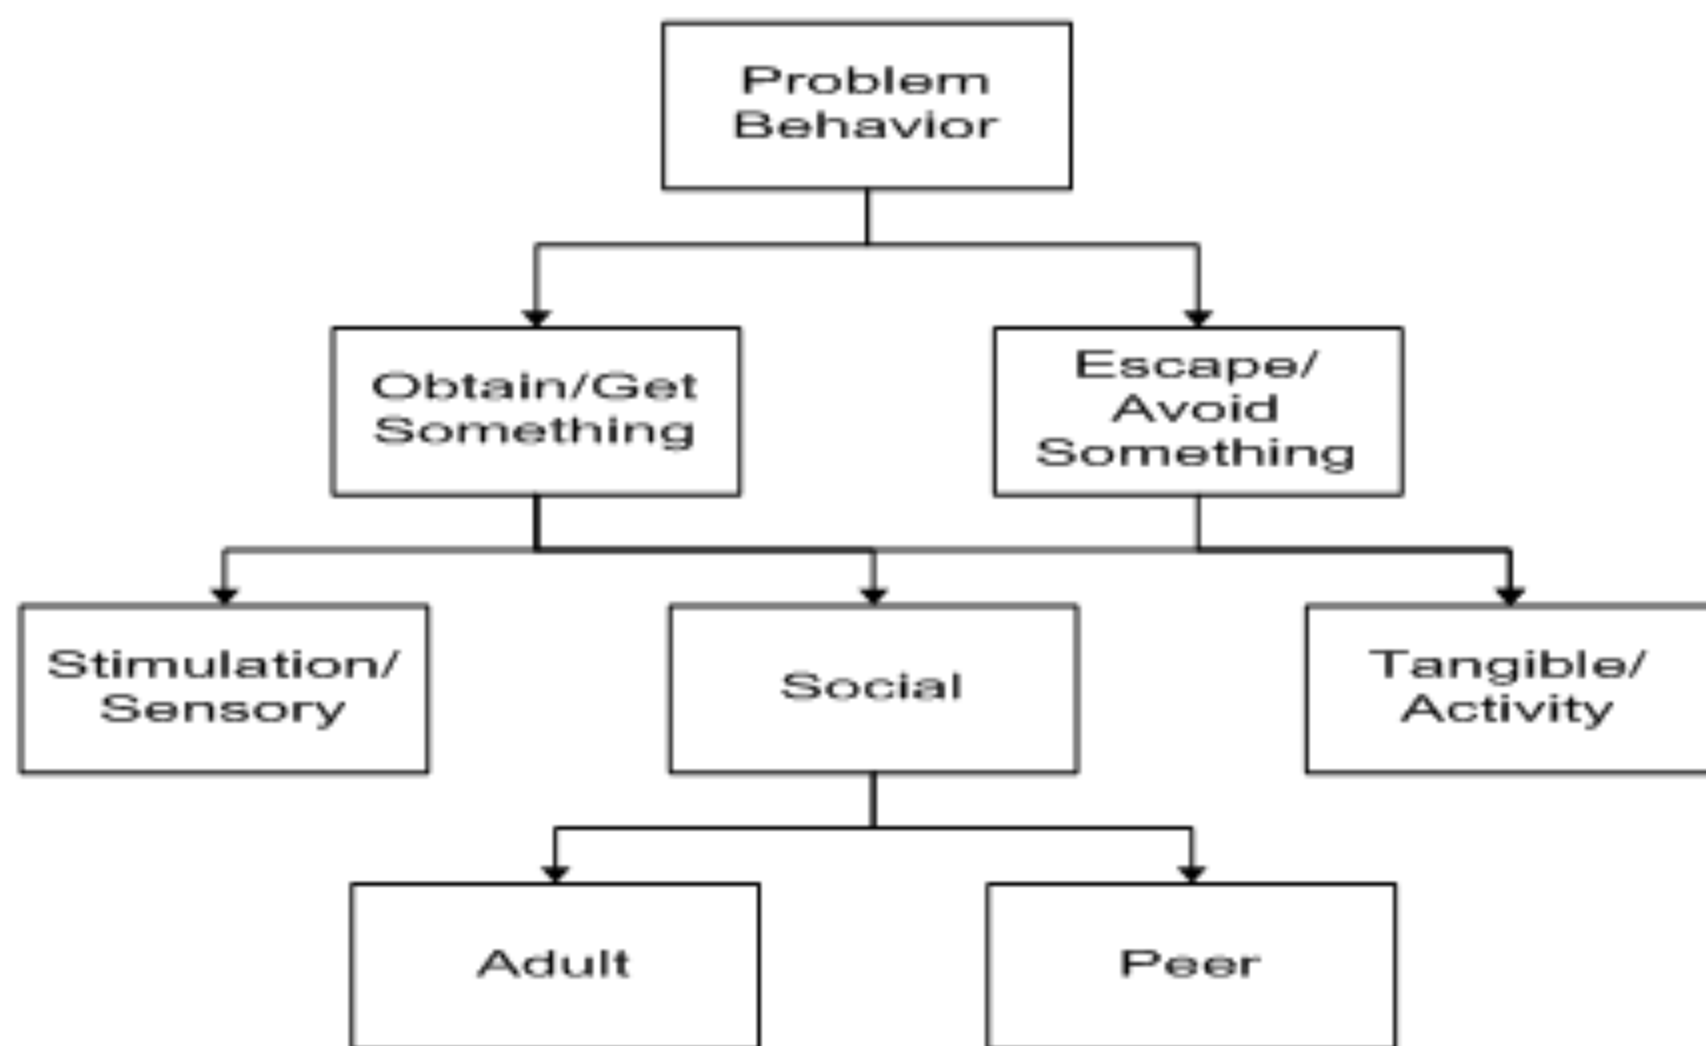 Problem
Behavior
Obtain/Get
Something
Escape/
Avoid
Something
Stimulation/
Sensory
Social
Tangible/
Activity
Adult
Peer